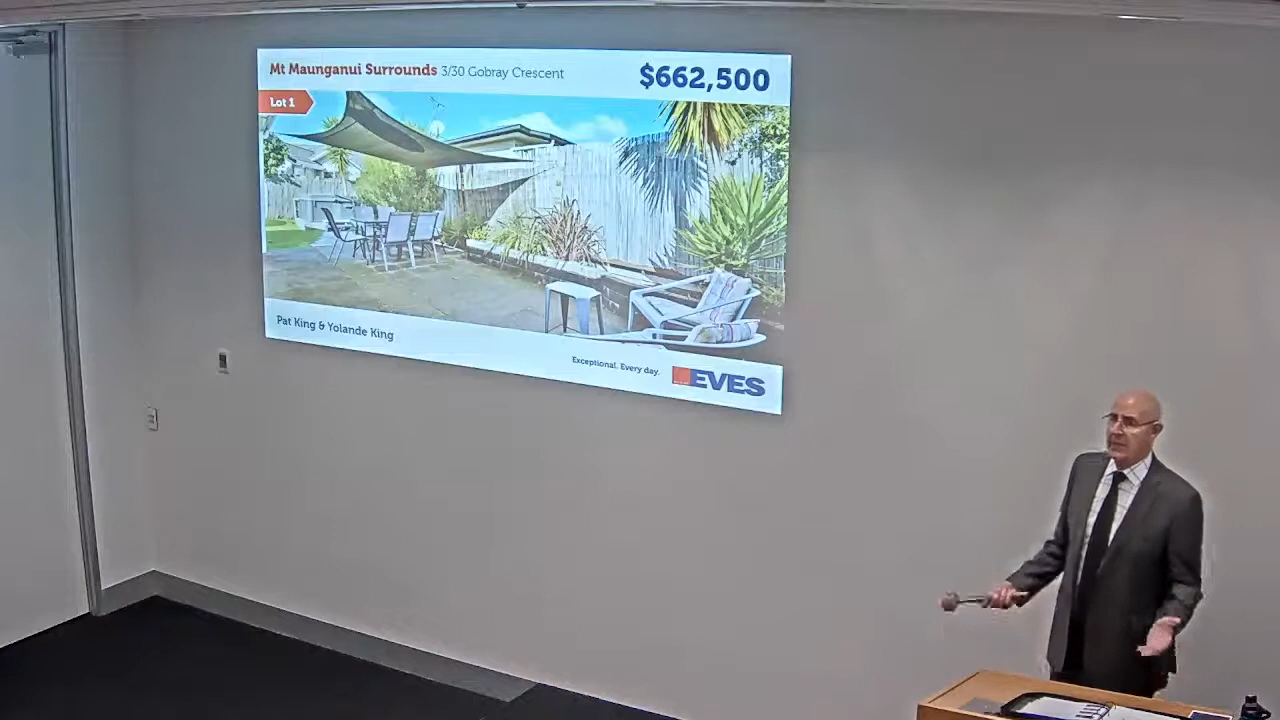 Mt Maunganui Surrounds 3/30 Gobray Crescent
$662,500
Lot 1
Pat King & Yolande King
Exceptional. Every day.
EVES